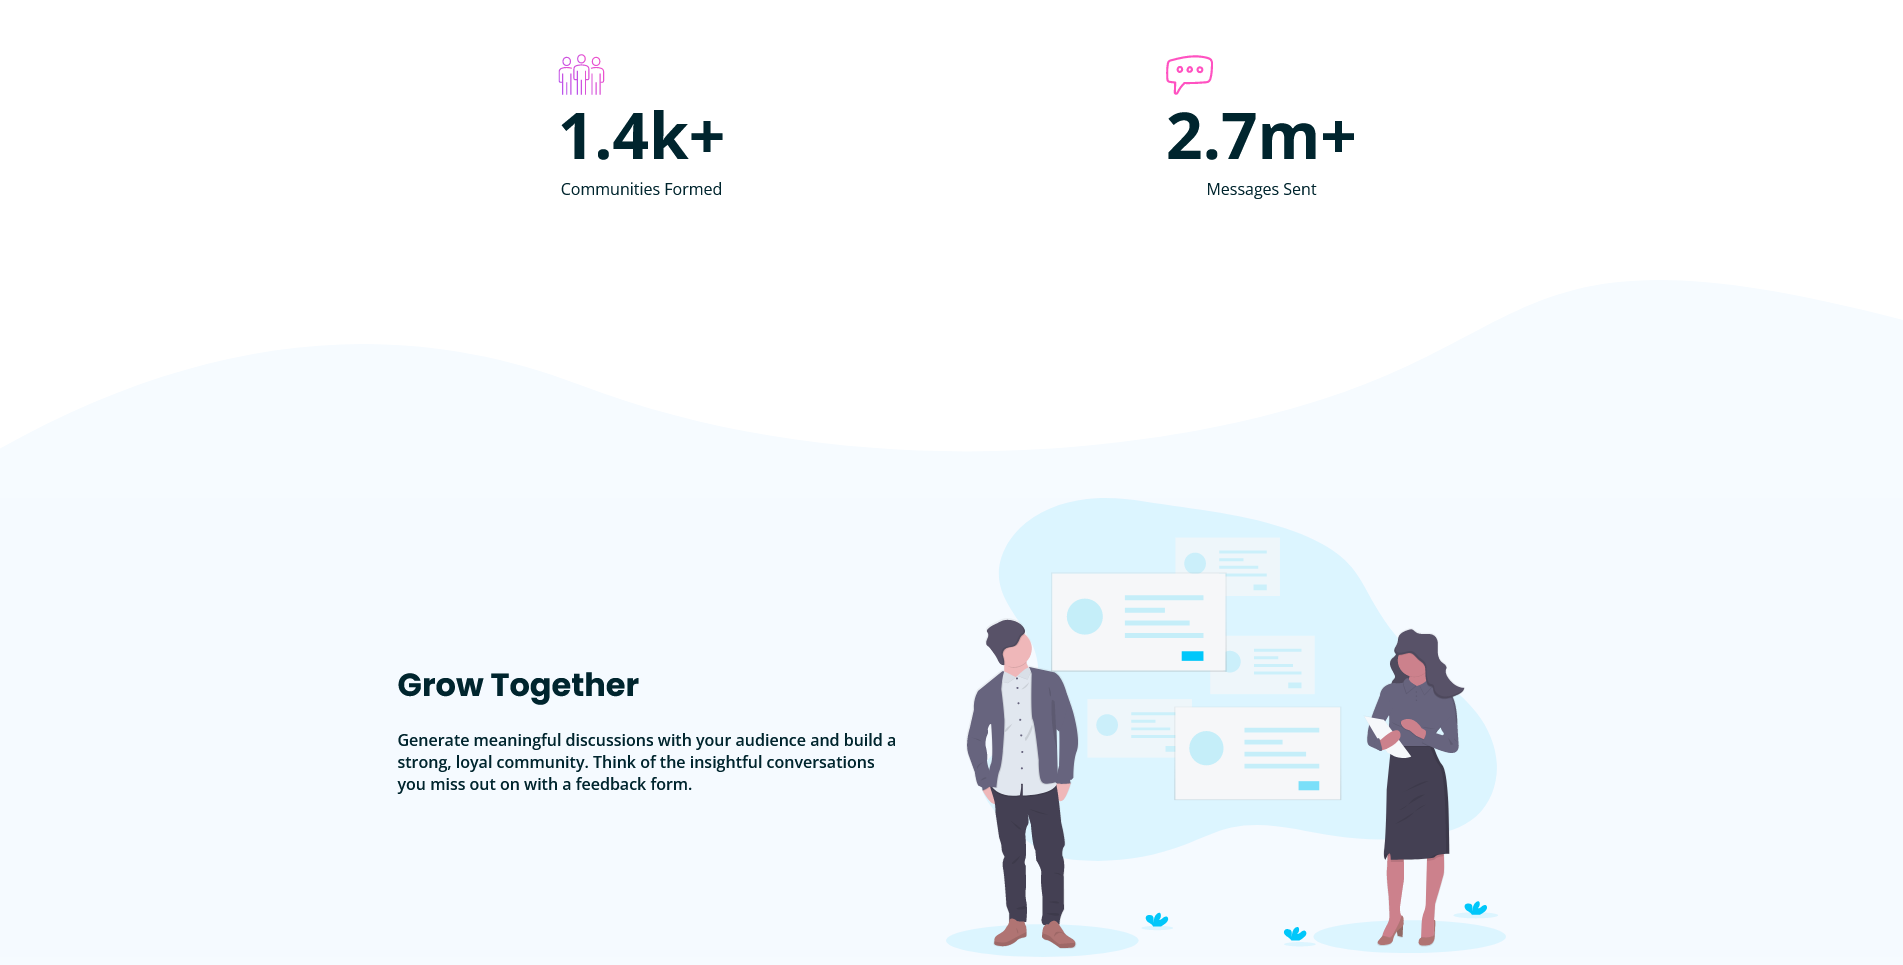 1.4k+
Communities Formed
2.7m+
Messages Sent
Grow Together
Generate meaningful discussions with your audience and build a
strong, loyal community. Think of the insightful conversations
you miss out on with a feedback form.